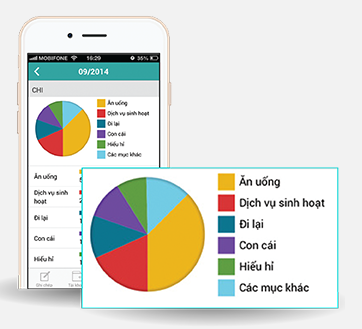 MOBIFONE 15:29 35%
09/2014
CHI
Ăn uống
Dịch vụ sinh hoạt
Đi lại
Con cái
Hiếu hỉ
Các mục khác
Ăn uống
Dịch vụ sinh hoạt
Đi lại
Con cái
Hiếu hỉ
Ghi chép
Ăn uống
Dịch vụ sinh hoạt
Đi lại
Con cái
Hiếu hỉ
Các mục khác